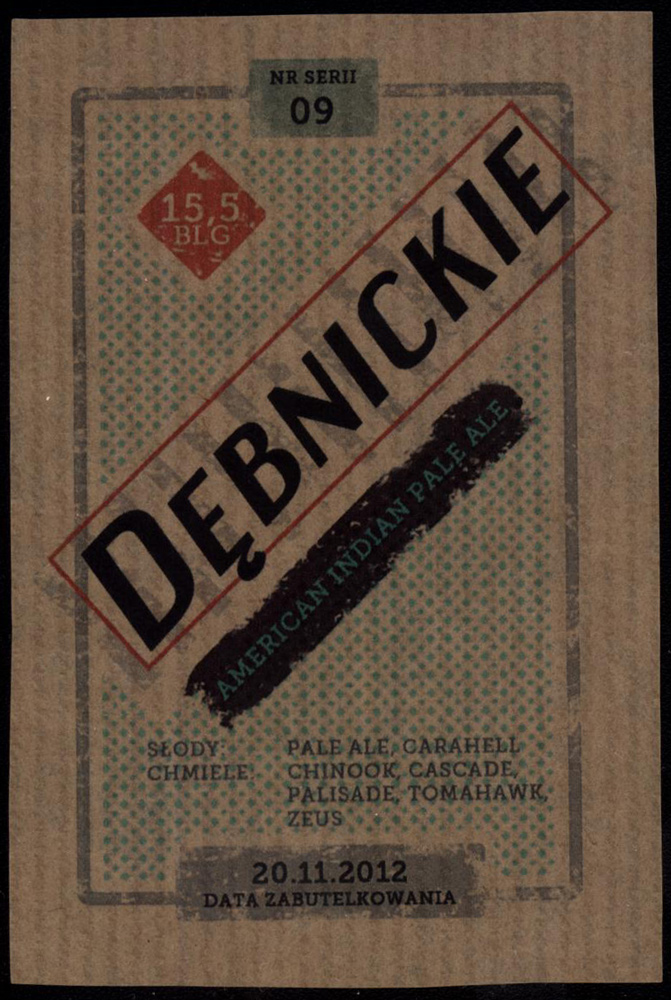 NR SERII
09
15,5
BLG
DĘBNICKIE
AMERICAN INDIAN PALE ALE
SŁODY: PALE ALE, CARAHELL
CHMIELE: CHINOOK, CASCADE,
PALISADE, TOMAHAWK,
ZEUS
20.11.2012
DATA ZABUTELKOWANIA